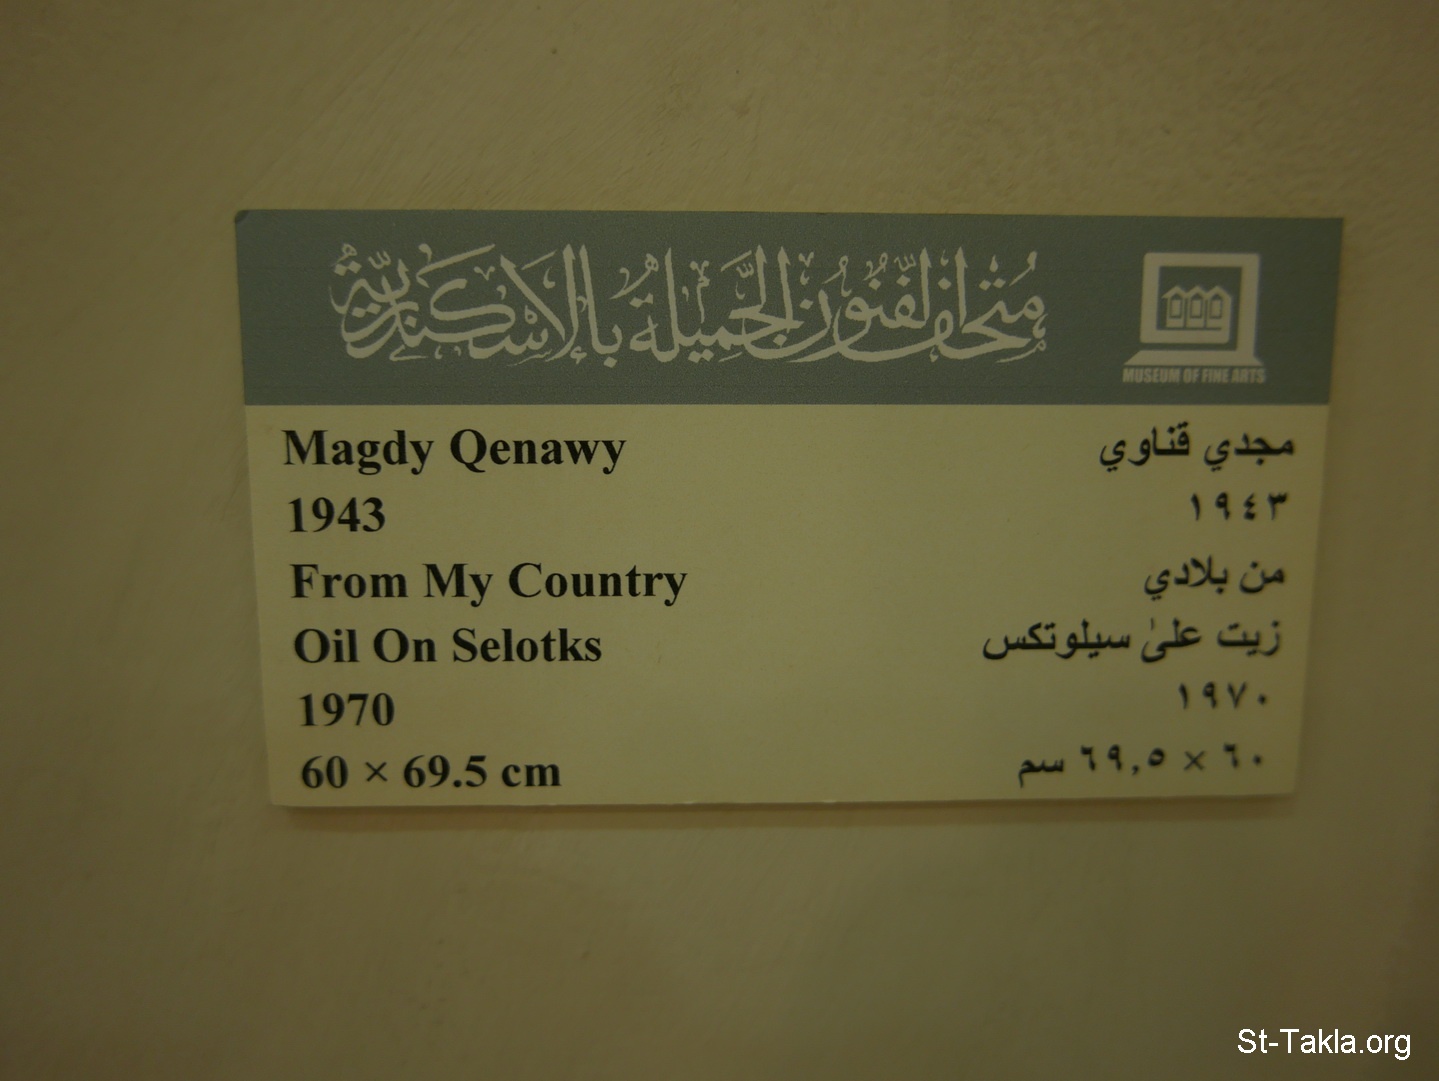 متحف الفنون الجميلة بالاسكندرية
MUSEUM OF FINE ARTS
Magdy Qenawy
مجدي قناوي
1943
١٩٤٣
From My Country
من بلادي
Oil On Selotks
زيت على سيلوتكس
1970
١٩٧٠
60 × 69.5 cm
٦٠ × ٦٩,٥ سم
St-Takla.org